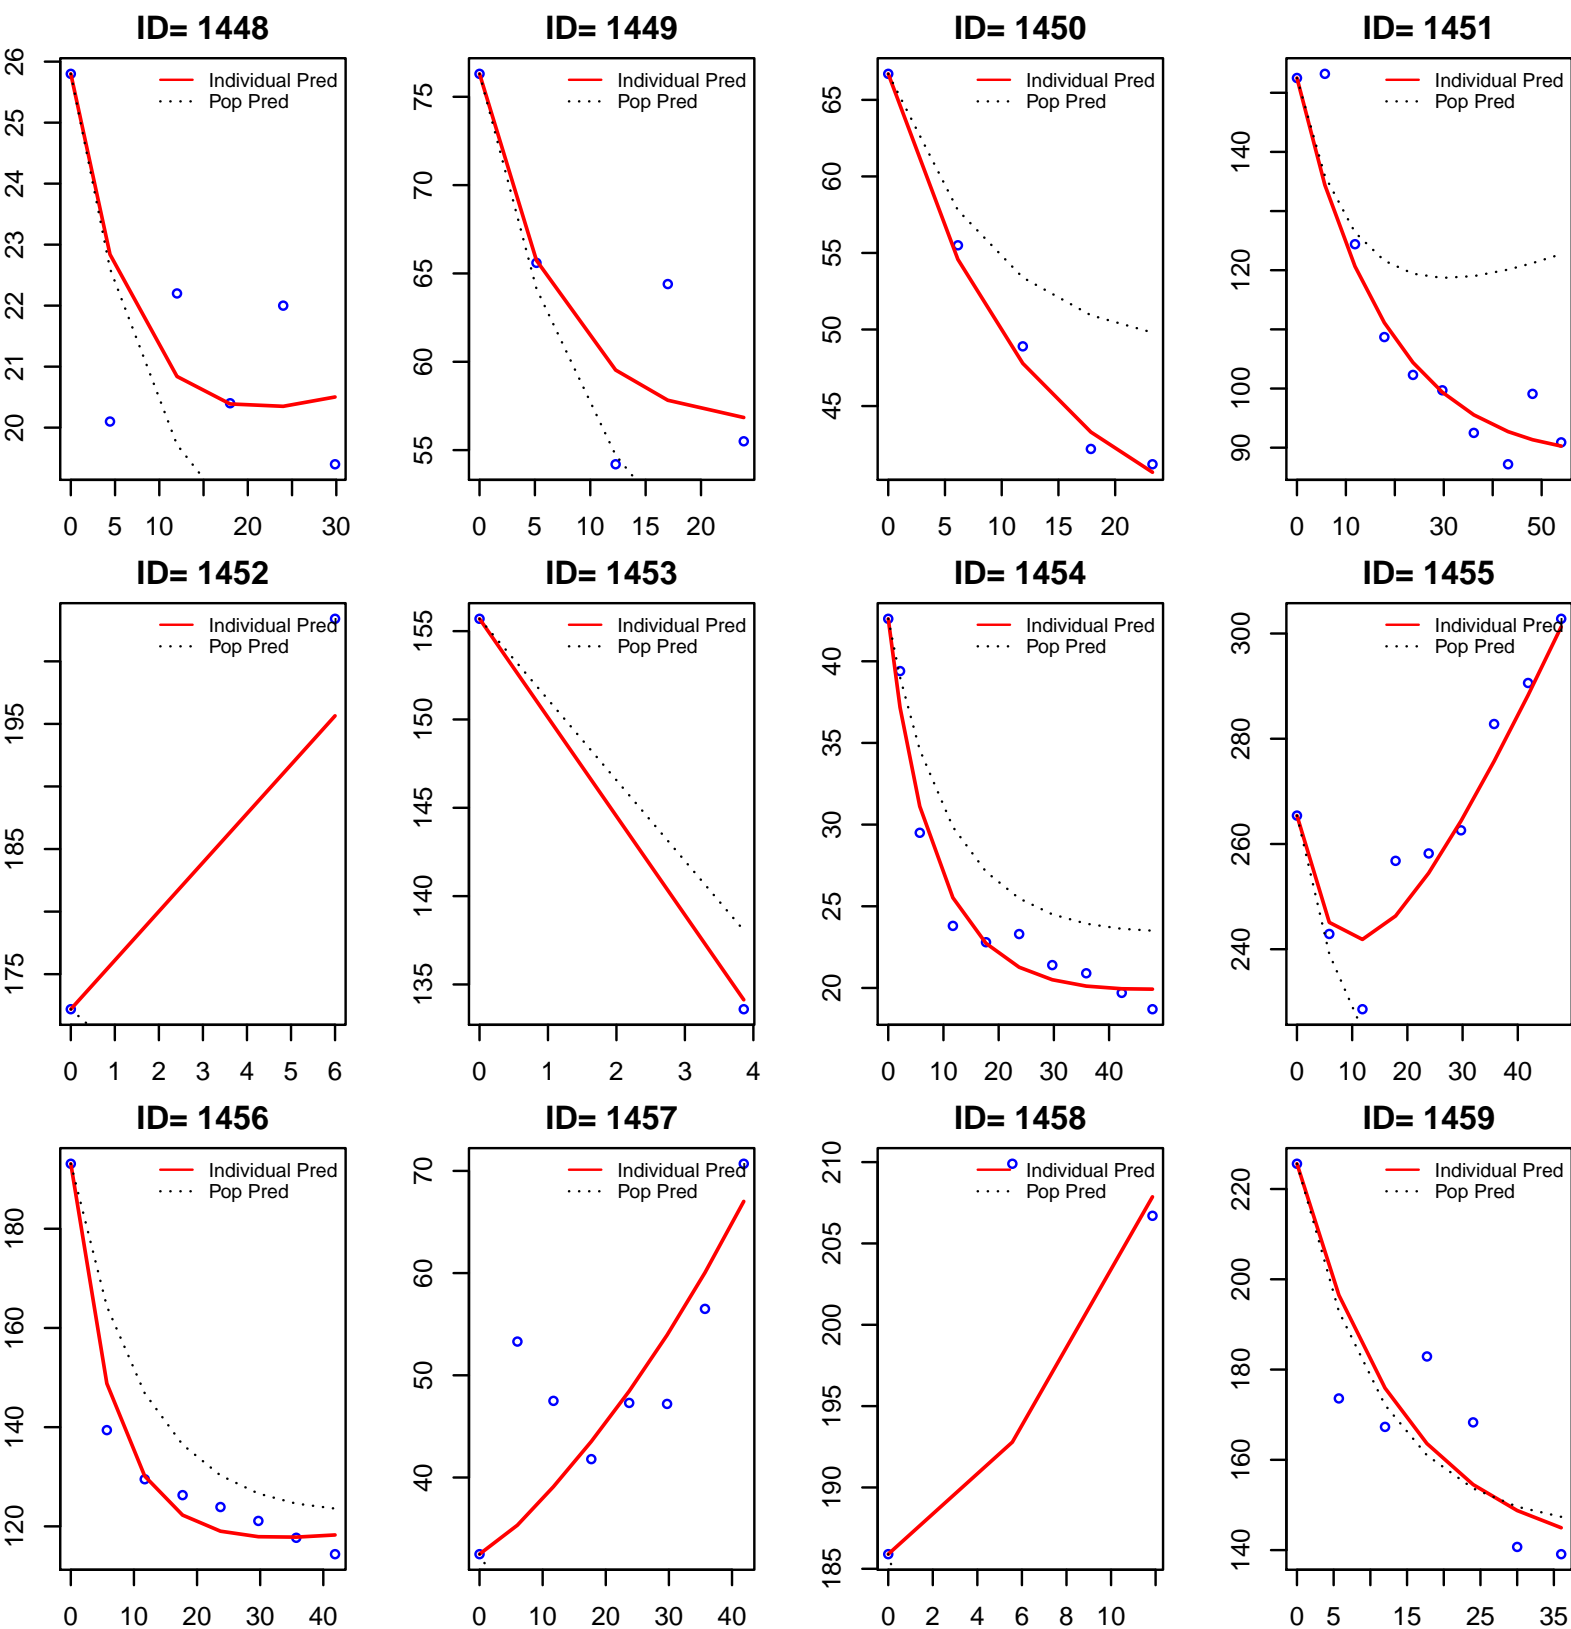 ID= 1448
Individual Pred
Pop Pred
20 21 22 23 24 25 26
0 5 10 20 30
ID= 1449
Individual Pred
Pop Pred
55 60 65 70 75
0 5 10 20
ID= 1450
Individual Pred
Pop Pred
45 50 55 60 65
0 5 10 15 20
ID= 1451
Individual Pred
Pop Pred
90 100 120 140
0 10 30 50
ID= 1452
Individual Pred
Pop Pred
175 185 195
0 1 2 3 4 5 6
ID= 1453
Individual Pred
Pop Pred
135 140 145 150 155
0 1 2 3 4
ID= 1454
Individual Pred
Pop Pred
20 25 30 35 40
0 10 20 30 40
ID= 1455
Individual Pred
Pop Pred
240 260 280 300
0 10 20 40
ID= 1456
Individual Pred
Pop Pred
120 140 160 180
0 10 20 30 40
ID= 1457
Individual Pred
Pop Pred
40 50 60 70
0 10 20 30 40
ID= 1458
Individual Pred
Pop Pred
185 190 195 200 205 210
0 2 4 6 8 10
ID= 1459
Individual Pred
Pop Pred
140 160 180 200 220
0 5 15 25 35